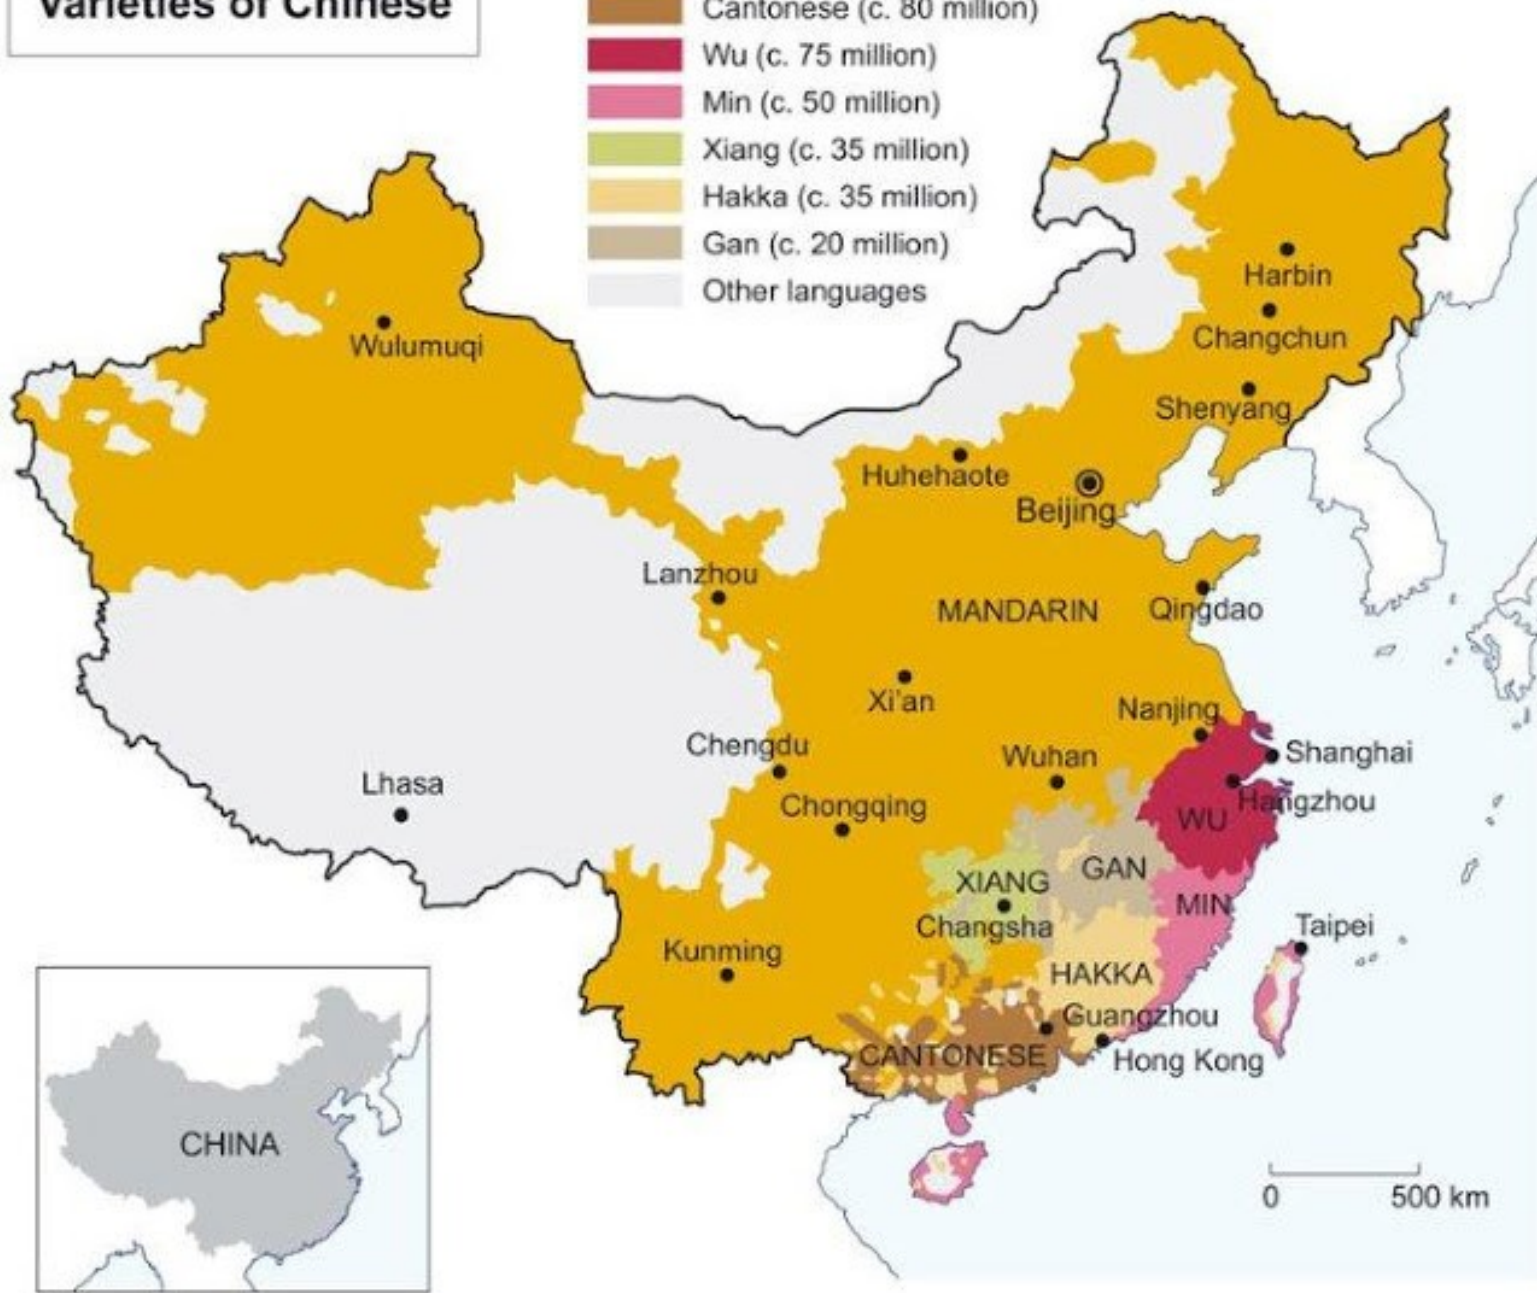 Varieties of Chinese
Cantonese (c. 80 million)
Wu (c. 75 million)
Min (c. 50 million)
Xiang (c. 35 million)
Hakka (c. 35 million)
Gan (c. 20 million)
Other languages
Harbin
Changchun
Wulumuqi
Shenyang
Huhehaote
Beijing
Lanzhou
MANDARIN
Qingdao
Xi'an
Nanjing
Chengdu
Wuhan
Shanghai
Lhasa
Chongqing
Hangzhou
WU
GAN
XIANG
MIN
Changsha
Taipei
Kunming
HAKKA
Guangzhou
CANTONESE
Hong Kong
CHINA
0 500 km